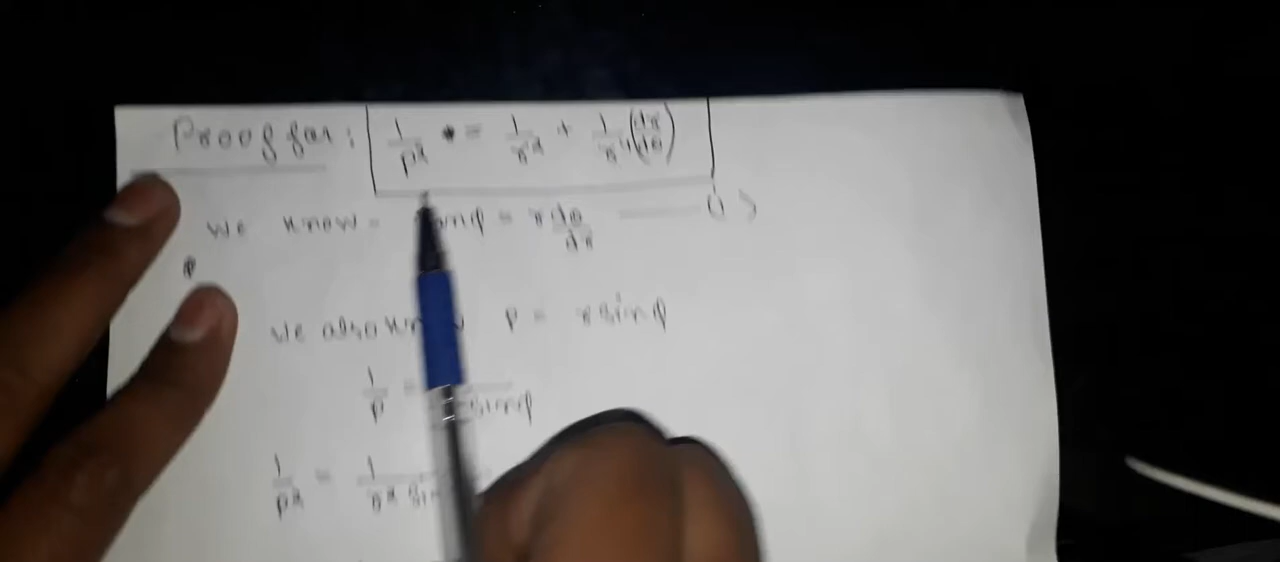 Proof for: 1/p² = 1/r² + 1/r⁴(dr/dθ)
we know - tanφ = r dθ/dr —— (1)
φ
we also know p = r sinφ
1/p = sinφ
1/p² = 1/r² sin